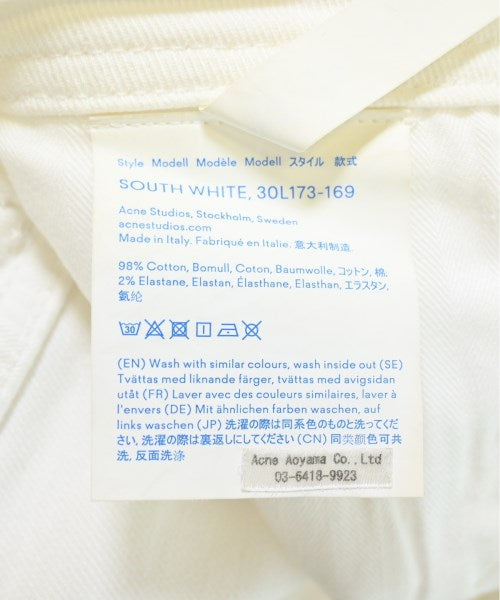 Style Modell Modèle Modell スタイル 款式
SOUTH WHITE, 30L173-169
Acne Studios, Stockholm, Sweden
acnestudios.com
Made in Italy. Fabriqué en Italie. 意大利制造.
98% Cotton, Bomull, Coton, Baumwolle, コットン, 棉,
2% Elastane, Elastan, Élasthane, Elasthan, エラスタン,
氨纶
30
(EN) Wash with similar colours, wash inside out (SE)
Tvättas med liknande färger, tvättas med avigsidan
utåt (FR) Laver avec des couleurs similaires, laver à
l'envers (DE) Mit ähnlichen farben waschen, auf
links waschen (JP) 洗濯の際は同系色のものと洗ってくだ
さい, 洗濯の際は裏返しにしてください (CN) 同类颜色可共
洗, 反面洗涤
Acne Aoyama Co.,Ltd
03-6418-9923